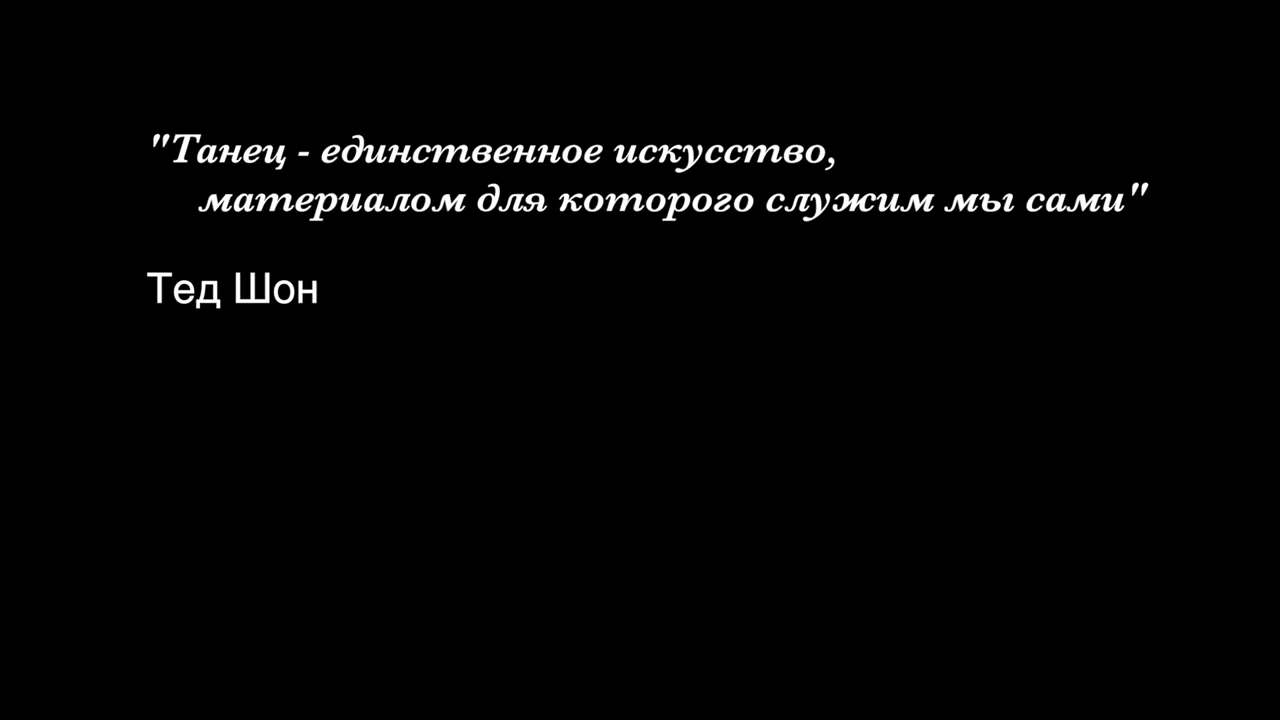 "Танец - единственное искусство,
материалом для которого служим мы сами"
Тед Шон